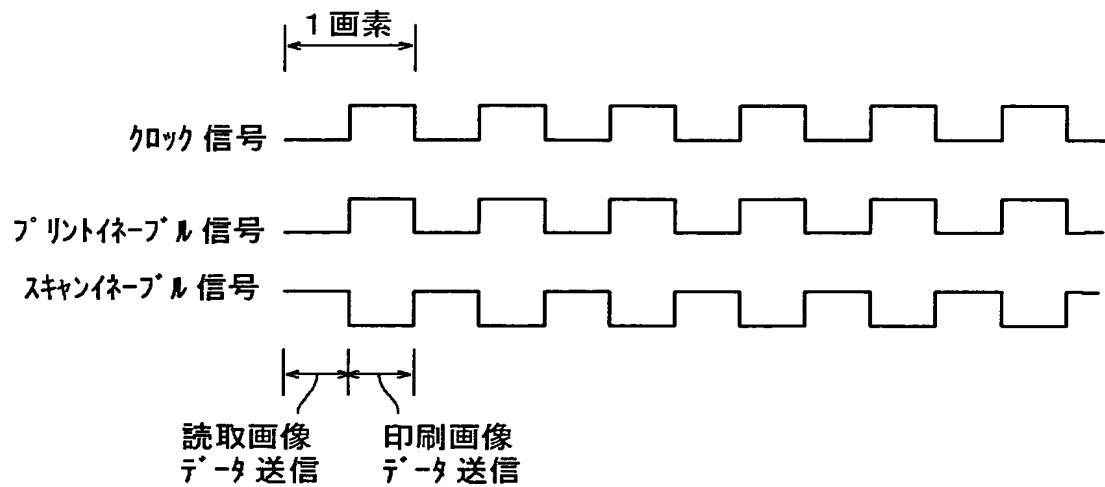 1画素
クロック信号
プリントイネーブル信号
スキャンイネーブル信号
読取画像
データ送信
印刷画像
データ送信